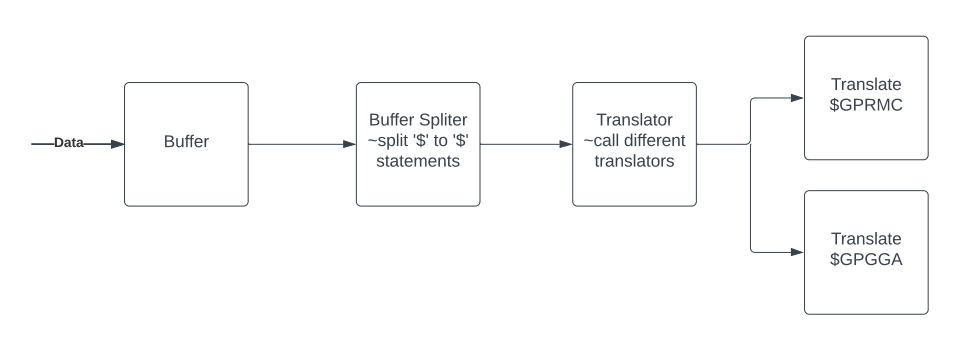 Data
Buffer
Buffer Spliter
~split '$' to '$'
statements
Translator
~call different
translators
Translate
$GPRMC
Translate
$GPGGA